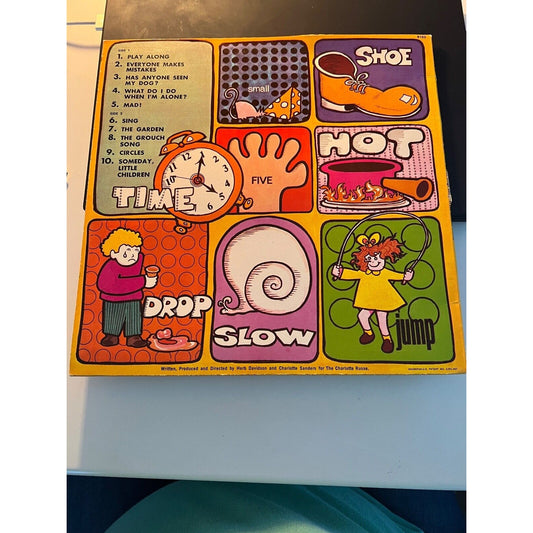 SIDE 1
1. PLAY ALONG
2. EVERYONE MAKES
MISTAKES
3. HAS ANYONE SEEN
MY DOG?
4. WHAT DO I DO
WHEN I'M ALONE?
5. MAD!
SIDE 2
6. SING
7. THE GARDEN
8. THE GROUCH
SONG
9. CIRCLES
10. SOMEDAY,
LITTLE
CHILDREN
TIME
small
SHOE
FIVE
HOT
DROP
SLOW
jump
Written, Produced and Directed by Herb Davidson and Charlotte Sanders for The Charlotte Russe.